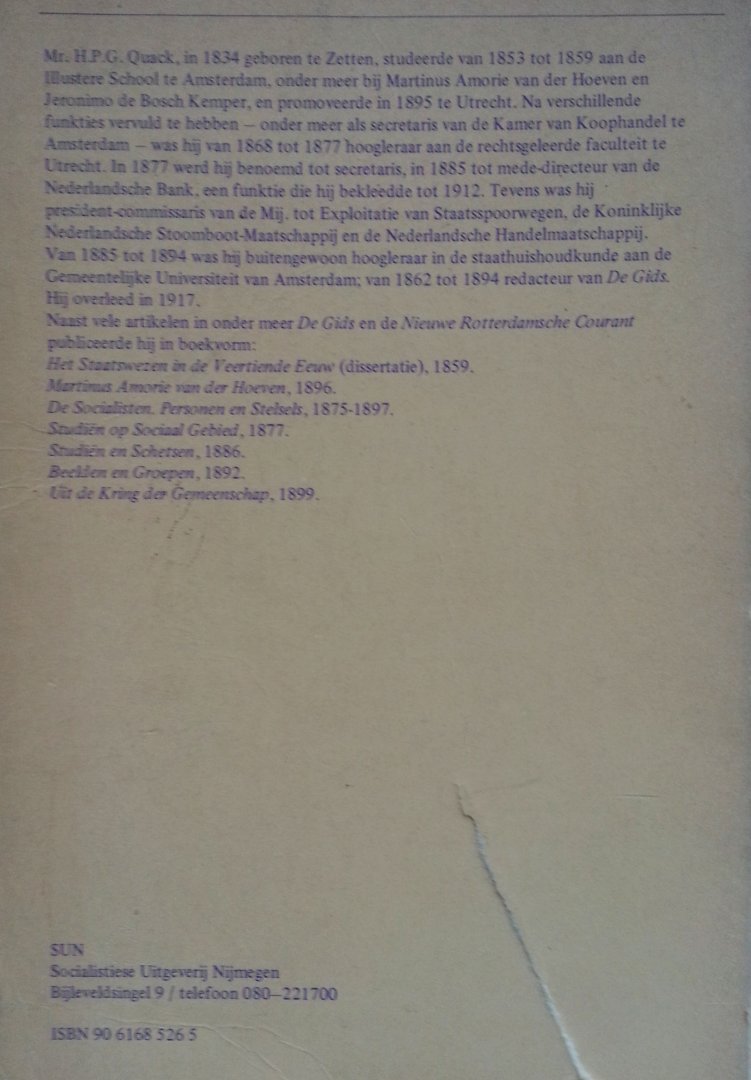 Mr. H.P.G. Quack, in 1834 geboren te Zetten, studeerde van 1853 tot 1859 aan de
Illustere School te Amsterdam, onder meer bij Martinus Amorie van der Hoeven en
Jeronimo de Bosch Kemper, en promoveerde in 1895 te Utrecht. Na verschillende
funkties vervuld te hebben – onder meer als secretaris van de Kamer van Koophandel te
Amsterdam – was hij van 1868 tot 1877 hoogleraar aan de rechtsgeleerde faculteit te
Utrecht. In 1877 werd hij benoemd tot secretaris, in 1885 tot mede-directeur van de
Nederlandsche Bank, een funktie die hij bekleedde tot 1912. Tevens was hij
president-commissaris van de Mij. tot Exploitatie van Staatsspoorwegen, de Koninklijke
Nederlandsche Stoomboot-Maatschappij en de Nederlandsche Handelmaatschappij.
Van 1885 tot 1894 was hij buitengewoon hoogleraar in de staathuishoudkunde aan de
Gemeentelijke Universiteit van Amsterdam; van 1862 tot 1894 redacteur van De Gids.
Hij overleed in 1917.
Naast vele artikelen in onder meer De Gids en de Nieuwe Rotterdamsche Courant
publiceerde hij in boekvorm:
Het Staatswezen in de Veertiende Eeuw (dissertatie), 1859.
Martinus Amorie van der Hoeven, 1896.
De Socialisten. Personen en Stelsels, 1875-1897.
Studiën op Sociaal Gebied, 1877.
Studiën en Schetsen, 1886.
Beelden en Groepen, 1892.
Uit de Kring der Gemeenschap, 1899.
SUN
Socialistiese Uitgeverij Nijmegen
Bijleveldsingel 9 / telefoon 080–221700
ISBN 90 6168 526 5